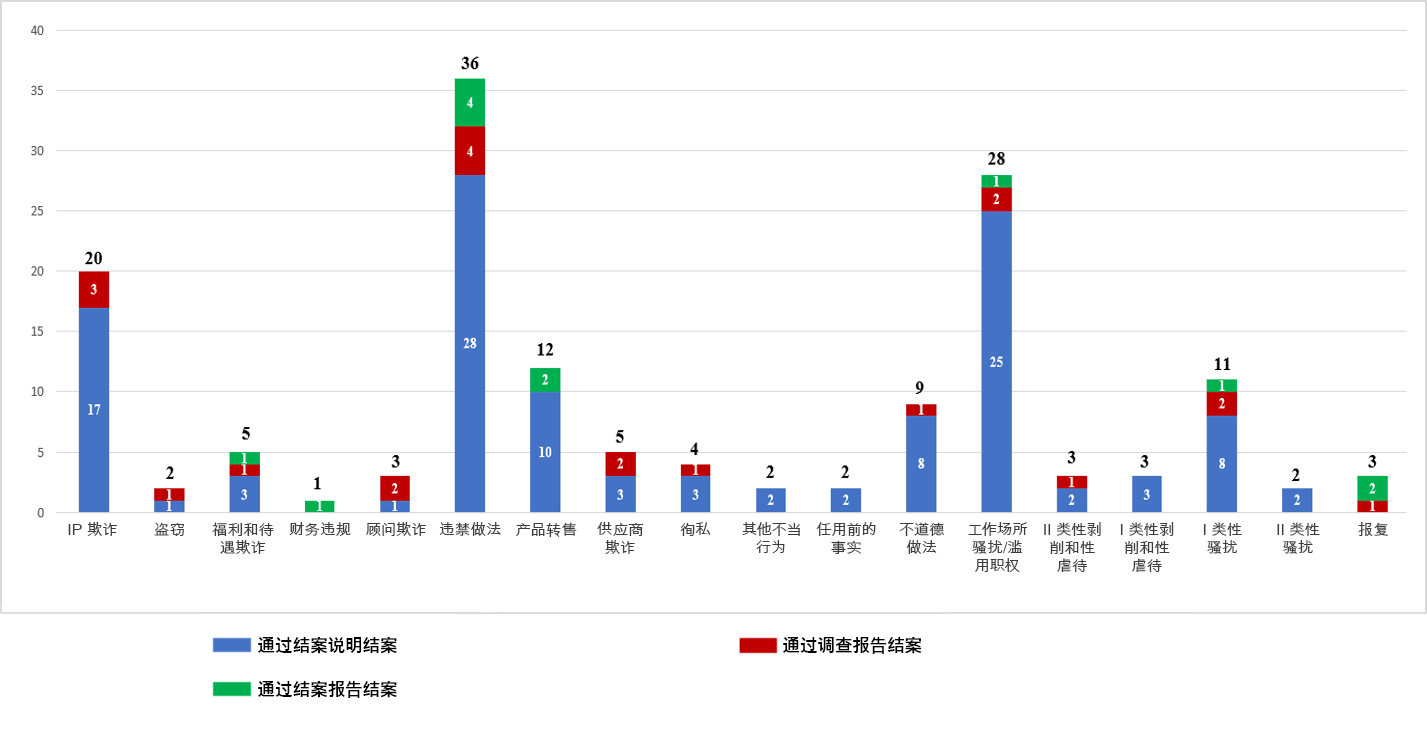 40
35
30
25
20
15
10
5
0
20
3
17
2
1
1
5
1
1
3
1
1
3
2
1
36
4
4
28
12
2
10
5
2
3
4
1
3
2
2
2
2
9
1
8
28
1
2
25
3
1
2
3
3
11
1
2
8
2
2
3
2
1
IP 欺诈
盗窃
福利和待
遇欺诈
财务违规
顾问欺诈
违禁做法
产品转售
供应商
欺诈
徇私
其他不当
行为
任用前的
事实
不道德
做法
工作场所
骚扰/滥
用职权
II 类性剥
削和性
虐待
I 类性剥
削和性
虐待
I 类性
骚扰
II 类性
骚扰
报复
通过结案说明结案
通过调查报告结案
通过结案报告结案